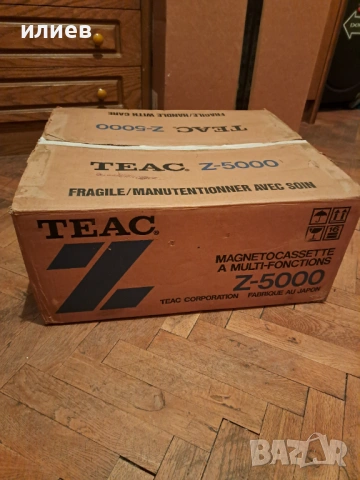 илиев
FRAGILE/HANDLE WITH CARE
TEAC Z-5000
TEAC® Z-5000
FRAGILE/MANUTENTIONNER AVEC SOIN
TEAC®
Z
MAGNETOCASSETTE
A MULTI-FONCTIONS
Z-5000
TEAC CORPORATION FABRIQUE AU JAPON
BAZAR